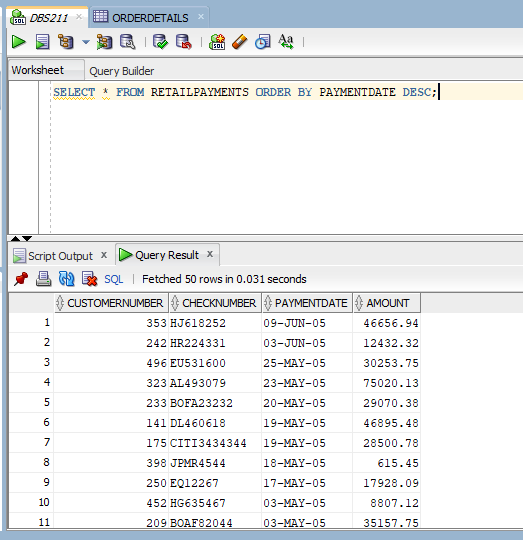 DBS211 ORDERDETAILS
Worksheet Query Builder
SELECT * FROM RETAILPAYMENTS ORDER BY PAYMENTDATE DESC;
Script Output x Query Result x
SQL | Fetched 50 rows in 0.031 seconds
CUSTOMERNUMBER CHECKNUMBER PAYMENTDATE AMOUNT
1 353 HJ618252 09-JUN-05 46656.94
2 242 HR224331 03-JUN-05 12432.32
3 496 EU531600 25-MAY-05 30253.75
4 323 AL493079 23-MAY-05 75020.13
5 233 BOFA23232 20-MAY-05 29070.38
6 141 DL460618 19-MAY-05 46895.48
7 175 CITI3434344 19-MAY-05 28500.78
8 398 JPMR4544 18-MAY-05 615.45
9 250 EQ12267 17-MAY-05 17928.09
10 452 HG635467 03-MAY-05 8807.12
11 209 BOAF82044 03-MAY-05 35157.75